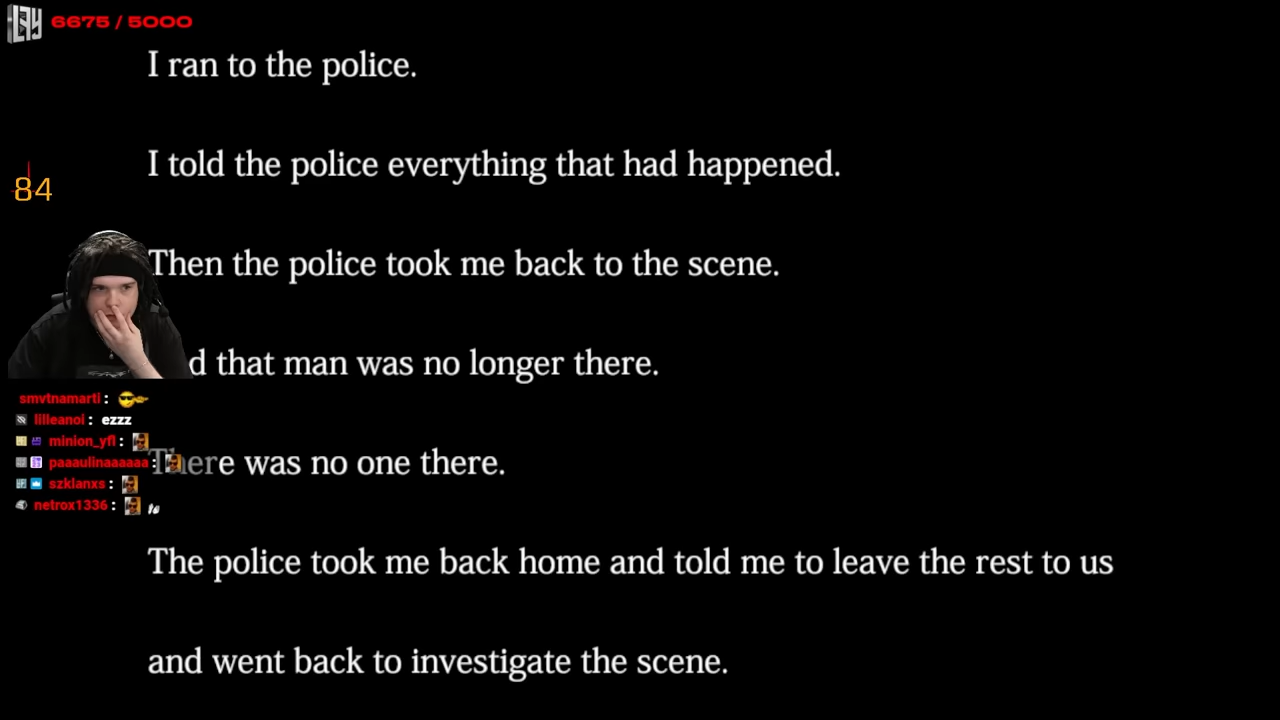 LAY 6675 / 5000
I ran to the police.
I told the police everything that had happened.
84
Then the police took me back to the scene.
d that man was no longer there.
smvtnamarti :
lilleanoi : ezzz
minion_yfl :
There was no one there.
paaaulinaaaaaa :
szklanxs :
netrox1336 :
The police took me back home and told me to leave the rest to us
and went back to investigate the scene.